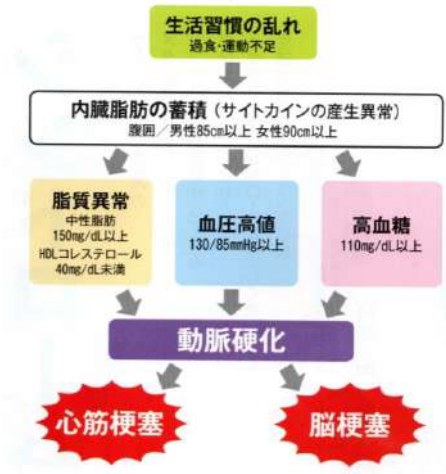 生活習慣の乱れ
過食・運動不足
内臓脂肪の蓄積（サイトカインの産生異常）
腹囲／男性85cm以上 女性90cm以上
脂質異常
中性脂肪
150mg/dL以上
HDLコレステロール
40mg/dL未満
血圧高値
130/85mmHg以上
高血糖
110mg/dL以上
動脈硬化
心筋梗塞
脳梗塞